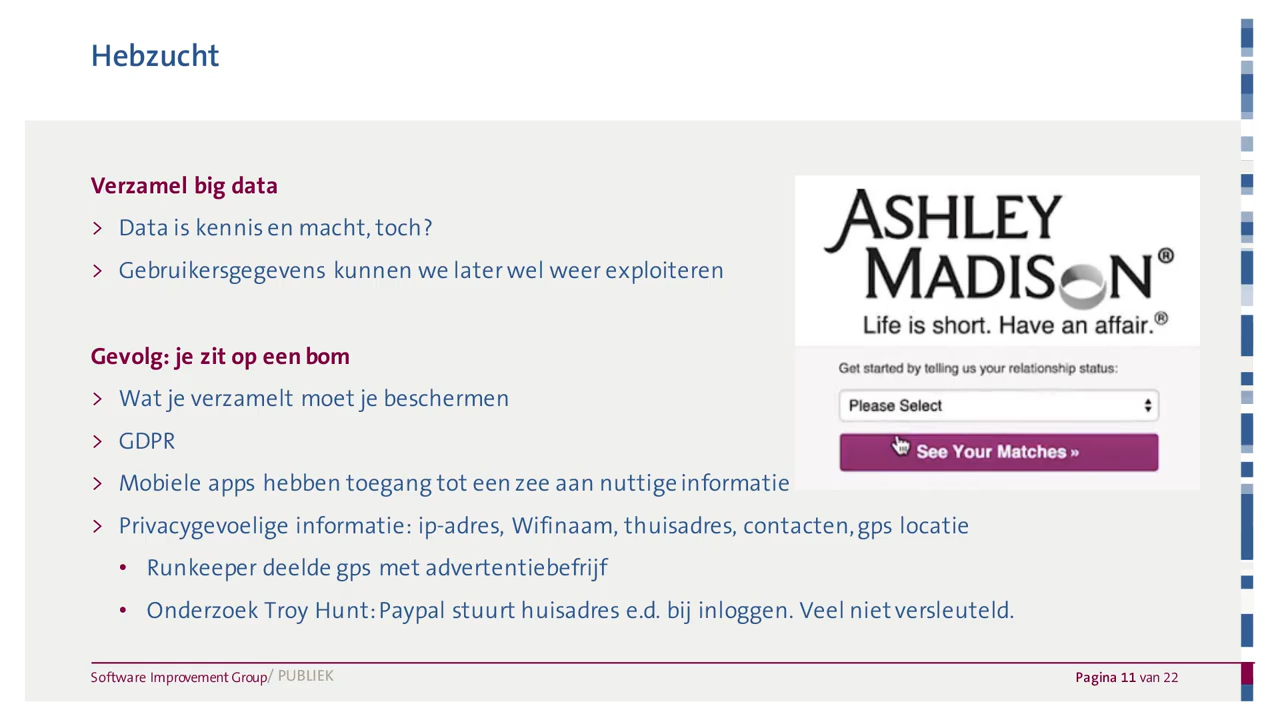 Hebzucht
Verzamel big data
> Data is kennis en macht, toch?
> Gebruikersgegevens kunnen we later wel weer exploiteren
Gevolg: je zit op een bom
> Wat je verzamelt moet je beschermen
> GDPR
> Mobiele apps hebben toegang tot een zee aan nuttige informatie
> Privacygevoelige informatie: ip-adres, Wifinaam, thuisadres, contacten, gps locatie
• Runkeeper deelde gps met advertentiebefrijf
• Onderzoek Troy Hunt: Paypal stuurt huisadres e.d. bij inloggen. Veel niet versleuteld.
ASHLEY
MADISON®
Life is short. Have an affair.®
Get started by telling us your relationship status:
Please Select
See Your Matches »
Software Improvement Group/ PUBLIEK
Pagina 11 van 22